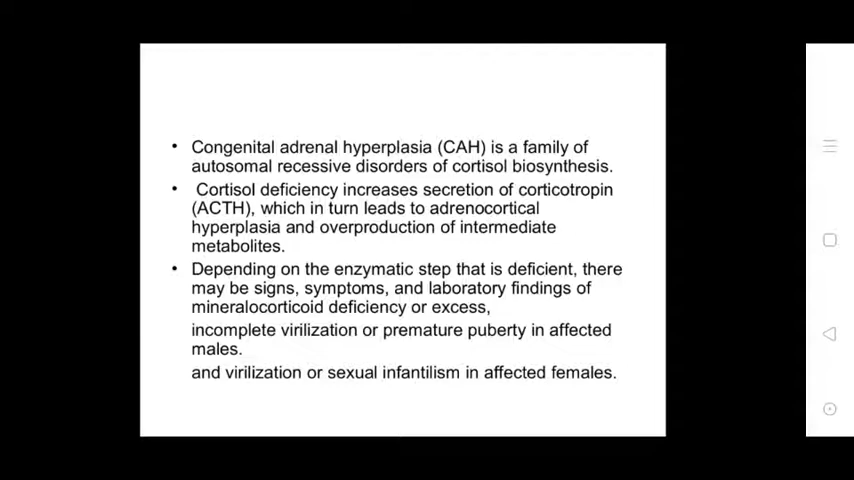 • Congenital adrenal hyperplasia (CAH) is a family of
autosomal recessive disorders of cortisol biosynthesis.
• Cortisol deficiency increases secretion of corticotropin
(ACTH), which in turn leads to adrenocortical
hyperplasia and overproduction of intermediate
metabolites.
• Depending on the enzymatic step that is deficient, there
may be signs, symptoms, and laboratory findings of
mineralocorticoid deficiency or excess,
incomplete virilization or premature puberty in affected
males.
and virilization or sexual infantilism in affected females.